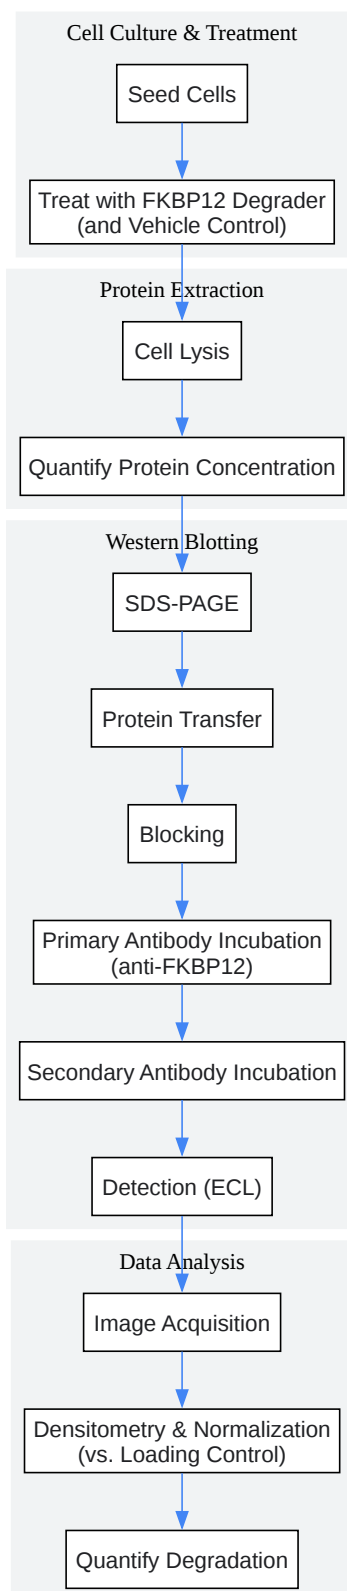 Cell Culture & Treatment
Seed Cells
Treat with FKBP12 Degrader
(and Vehicle Control)
Protein Extraction
Cell Lysis
Quantify Protein Concentration
Western Blotting
SDS-PAGE
Protein Transfer
Blocking
Primary Antibody Incubation
(anti-FKBP12)
Secondary Antibody Incubation
Detection (ECL)
Data Analysis
Image Acquisition
Densitometry & Normalization
(vs. Loading Control)
Quantify Degradation